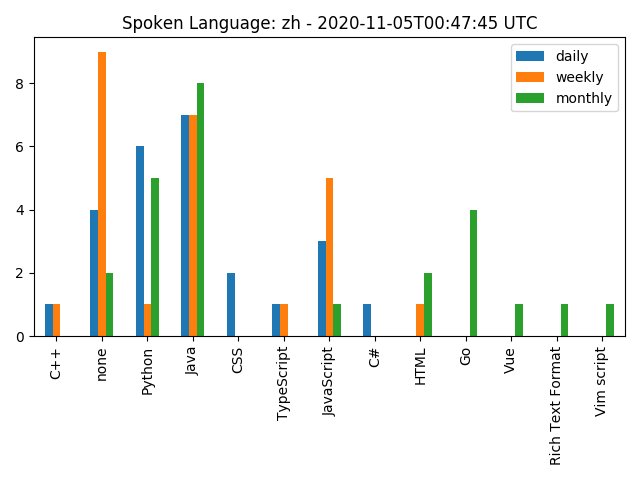 Spoken Language: zh - 2020-11-05T00:47:45 UTC
daily
weekly
monthly
8
6
4
2
0
C++
none
Python
Java
CSS
TypeScript
JavaScript
C#
HTML
Go
Vue
Rich Text Format
Vim script